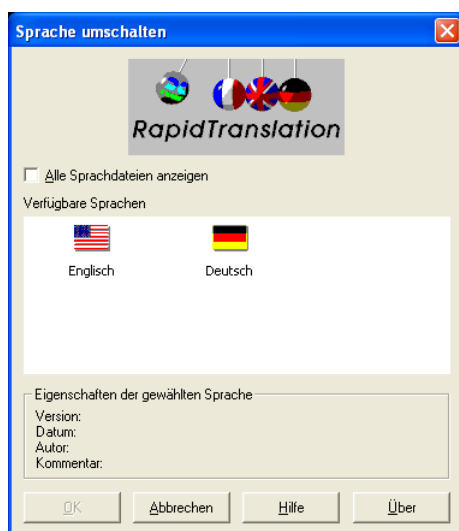 Sprache umschalten
RapidTranslation
Alle Sprachdateien anzeigen
Verfügbare Sprachen
Englisch Deutsch
Eigenschaften der gewählten Sprache
Version:
Datum:
Autor:
Kommentar:
OK Abbrechen Hilfe Über